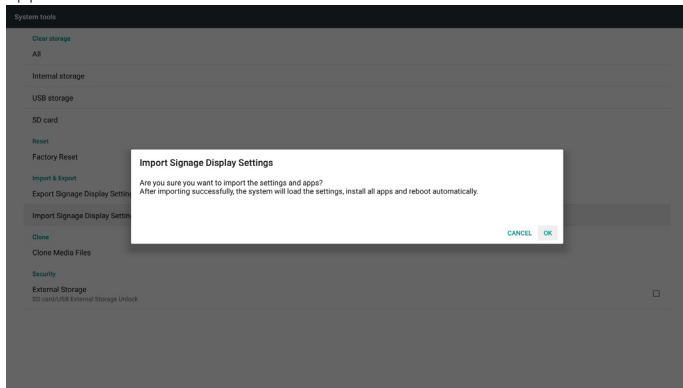 System tools
Clear storage
All
Internal storage
USB storage
SD card
Reset
Factory Reset
Import & Export
Export Signage Display Setting
Import Signage Display Settin
Clone
Clone Media Files
Security
External Storage
SD card/USB External Storage Unlock
Import Signage Display Settings
Are you sure you want to import the settings and apps?
After importing successfully, the system will load the settings, install all apps and reboot automatically.
CANCEL OK